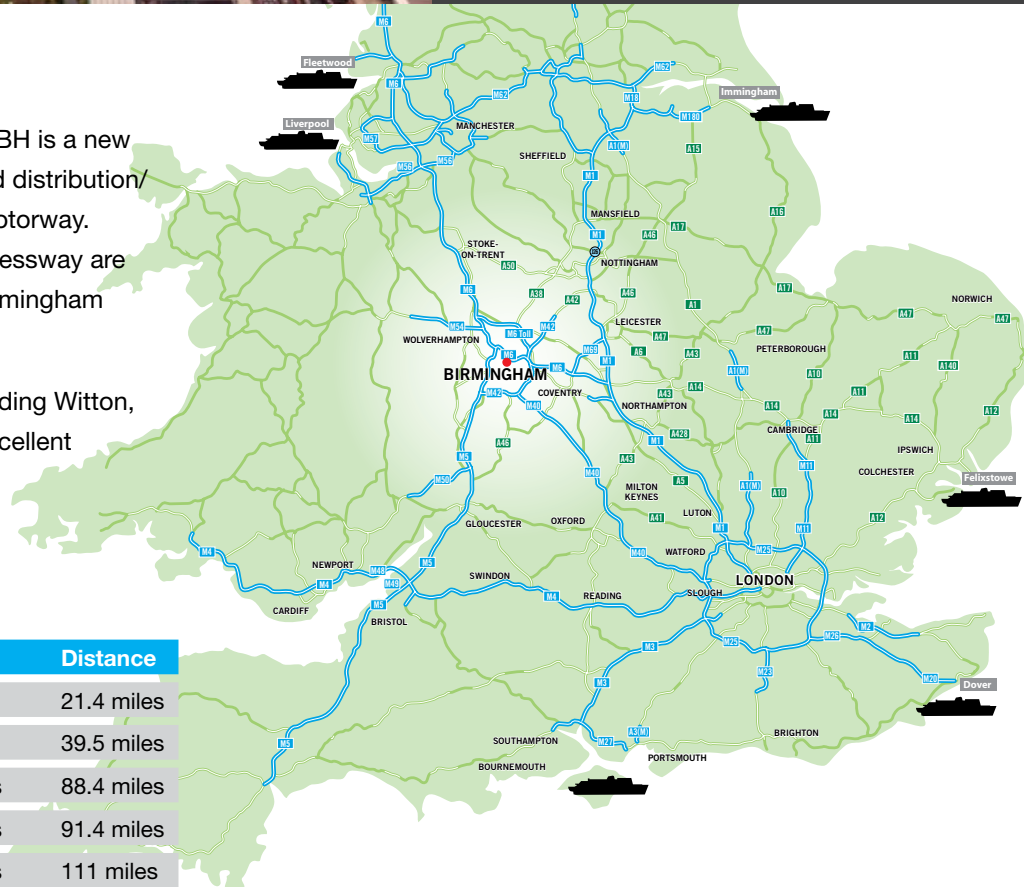 BH is a new
d distribution/
otorway.
essway are
mingham
ding Witton,
cellent
Distance
21.4 miles
39.5 miles
s 88.4 miles
s 91.4 miles
s 111 miles
M6
Fleetwood
M6
M62
M62
M18
Immingham
M180
Liverpool
M57
MANCHESTER
A1(M)
A15
M56
M56
SHEFFIELD
M1
MANSFIELD
A16
A17
M1
A46
STOKE-
ON-TRENT
A50
NOTTINGHAM
M6
A38
A42
A46
A1
A17
NORWICH
M54
M6 Toll
M42
LEICESTER
A47
A47
A47
A47
WOLVERHAMPTON
M6
M69
A6
A43
PETERBOROUGH
A11
BIRMINGHAM
M6
M1
A1(M)
A10
A140
M42
COVENTRY
A43
A14
A11
M40
NORTHAMPTON
A14
A14
A14
A12
A46
M1
A428
CAMBRIDGE
A11
IPSWICH
M5
A43
M11
COLCHESTER
M50
M40
A5
A1(M)
A10
Felixstowe
MILTON
KEYNES
GLOUCESTER
OXFORD
A41
LUTON
A12
M1
M11
M4
M40
WATFORD
M25
NEWPORT
M48
M5
LONDON
M4
M49
SWINDON
SLOUGH
CARDIFF
M5
M4
READING
BRISTOL
M3
M25
M26
M2
M3
M23
M20
Dover
M5
SOUTHAMPTON
M27
A3(M)
BRIGHTON
BOURNEMOUTH
PORTSMOUTH